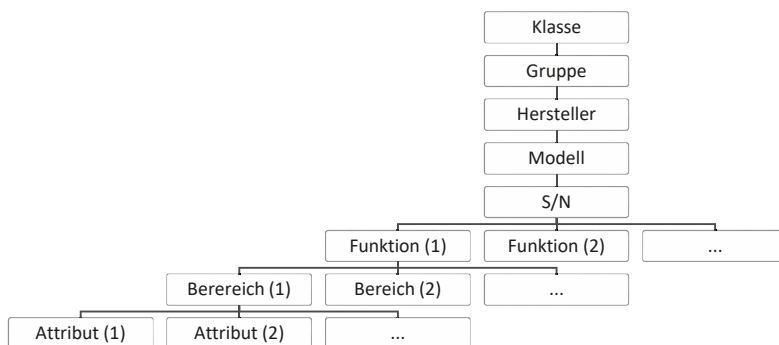 Klasse
Gruppe
Hersteller
Modell
S/N
Funktion (1) Funktion (2) ...
Berereich (1) Bereich (2) ...
Attribut (1) Attribut (2) ...